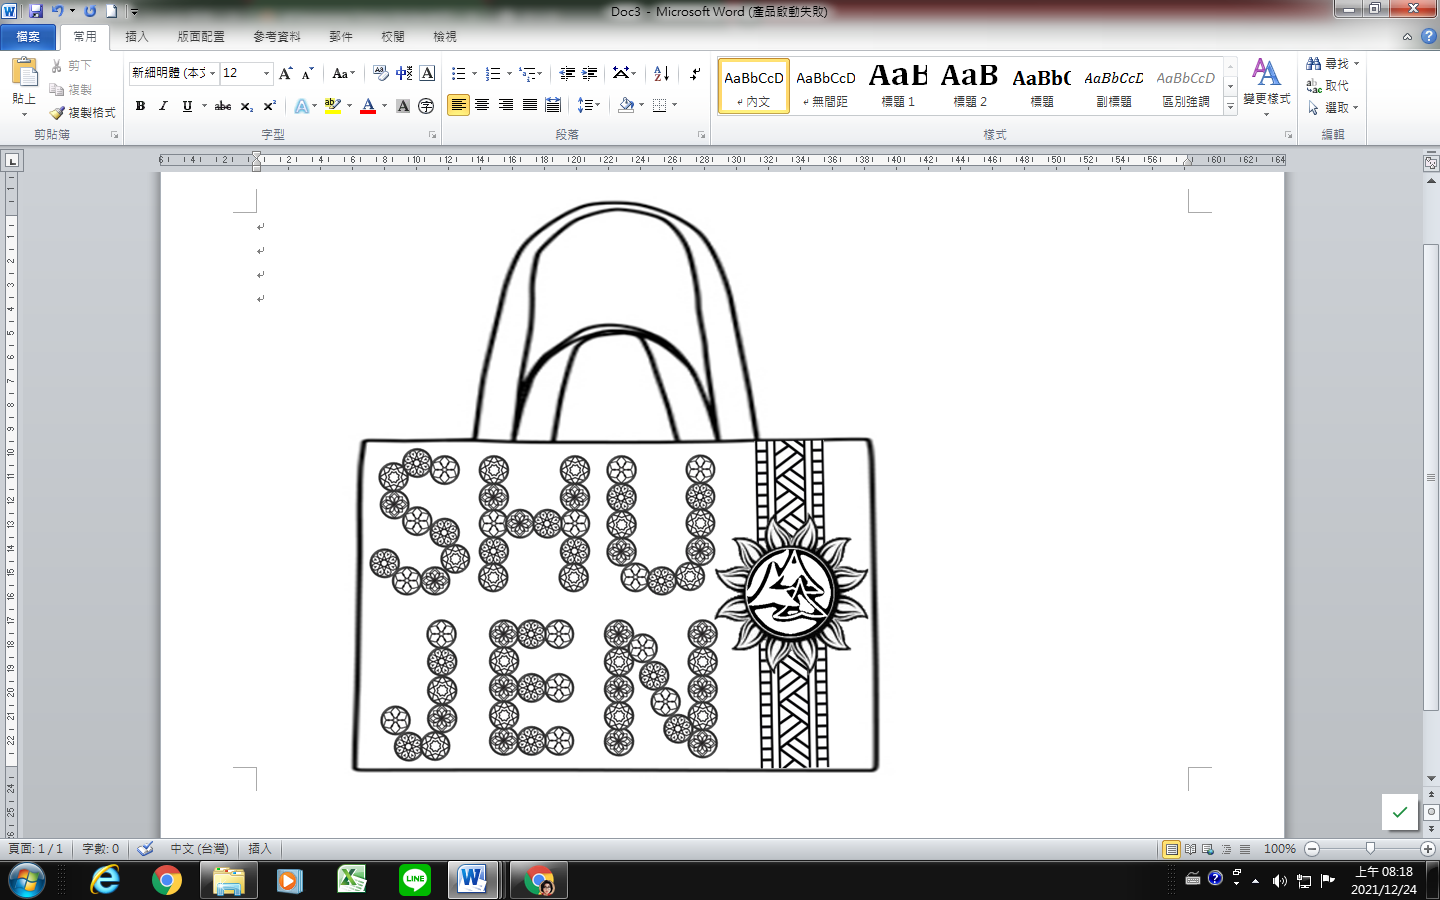 Doc3 - Microsoft Word (產品啟動失敗)
檔案 常用 插入 版面配置 參考資料 郵件 校閱 檢視
貼上 剪下 複製 複製格式 剪貼簿
新細明體 (本文 12 字型
段落
AaBbCcD 內文 AaBbCcD 無間距 AaB 標題 1 AaB 標題 2 AaBbC 標題 AaBbCcD 副標題 AaBbCcD 區別強調 變更樣式 樣式
尋找 取代 選取 編輯
SHU
JEN
頁面: 1 / 1 字數: 0 中文 (台灣) 插入 100%
LINE
上午 08:18
2021/12/24